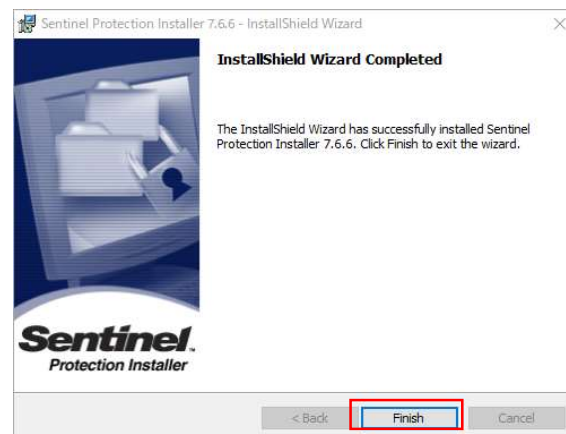 Sentinel Protection Installer 7.6.6 - InstallShield Wizard
InstallShield Wizard Completed
The InstallShield Wizard has successfully installed Sentinel
Protection Installer 7.6.6. Click Finish to exit the wizard.
Sentinel.
Protection Installer
< Back
Finish
Cancel